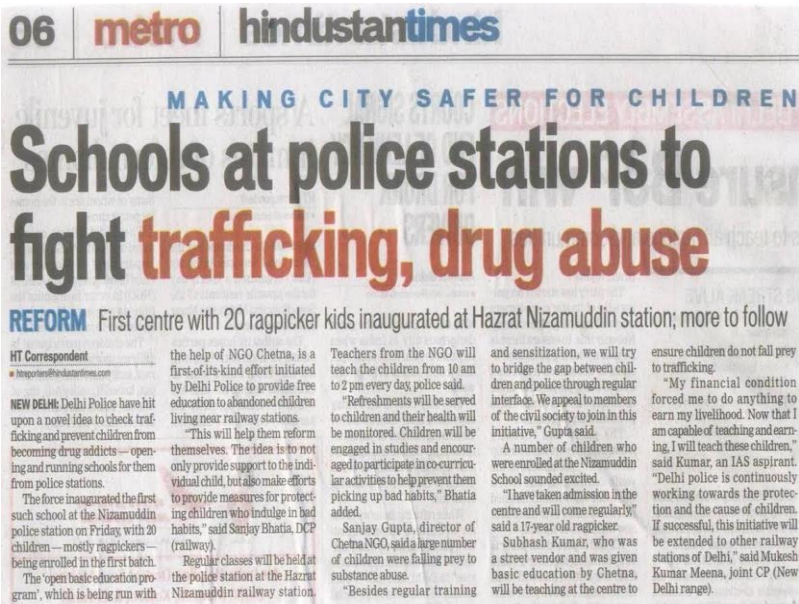 06 metro hindustantimes
MAKING CITY SAFER FOR CHILDREN
Schools at police stations to
fight trafficking, drug abuse
REFORM First centre with 20 ragpicker kids inaugurated at Hazrat Nizamuddin station; more to follow
HT Correspondent
htreporters@hindustantimes.com
NEW DELHI: Delhi Police have hit
upon a novel idea to check traf-
ficking and prevent children from
becoming drug addicts — open-
ing and running schools for them
from police stations.
The force inaugurated the first
such school at the Nizamuddin
police station on Friday, with 20
children — mostly ragpickers —
being enrolled in the first batch.
The 'open basic education pro-
gram', which is being run with
the help of NGO Chetna, is a
first-of-its-kind effort initiated
by Delhi Police to provide free
education to abandoned children
living near railway stations.
"This will help them reform
themselves. The idea is to not
only provide support to the indi-
vidual child, but also make efforts
to provide measures for protect-
ing children who indulge in bad
habits," said Sanjay Bhatia, DCP
(railway).
Regular classes will be held at
the police station at the Hazrat
Nizamuddin railway station.
Teachers from the NGO will
teach the children from 10 am
to 2 pm every day, police said.
"Refreshments will be served
to children and their health will
be monitored. Children will be
engaged in studies and encour-
aged to participate in co-curricu-
lar activities to help prevent them
picking up bad habits," Bhatia
added.
Sanjay Gupta, director of
Chetna NGO, said a large number
of children were falling prey to
substance abuse.
"Besides regular training
and sensitization, we will try
to bridge the gap between chil-
dren and police through regular
interface. We appeal to members
of the civil society to join in this
initiative," Gupta said.
A number of children who
were enrolled at the Nizamuddin
School sounded excited.
"I have taken admission in the
centre and will come regularly,"
said a 17-year old ragpicker.
Subhash Kumar, who was
a street vendor and was given
basic education by Chetna,
will be teaching at the centre to
ensure children do not fall prey
to trafficking.
"My financial condition
forced me to do anything to
earn my livelihood. Now that I
am capable of teaching and earn-
ing, I will teach these children,"
said Kumar, an IAS aspirant.
"Delhi police is continuously
working towards the protec-
tion and the cause of children.
If successful, this initiative will
be extended to other railway
stations of Delhi," said Mukesh
Kumar Meena, joint CP (New
Delhi range).